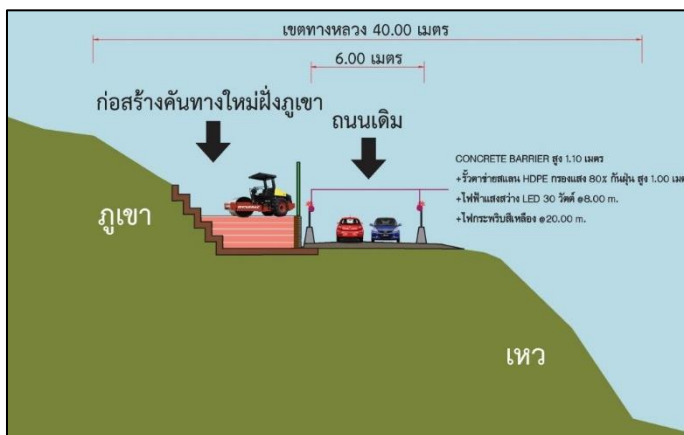 เขตทางหลวง 40.00 เมตร
6.00 เมตร
ก่อสร้างคันทางใหม่ฝั่งภูเขา
ถนนเดิม
CONCRETE BARRIER สูง 1.10 เมตร
+รั้วตาข่ายสแลน HDPE กรองแสง 80% กันฝุ่น สูง 1.00 เมต
+ไฟฟ้าแสงสว่าง LED 30 วัตต์ @8.00 m.
+ไฟกระพริบสีเหลือง @20.00 m.
ภูเขา
เหว